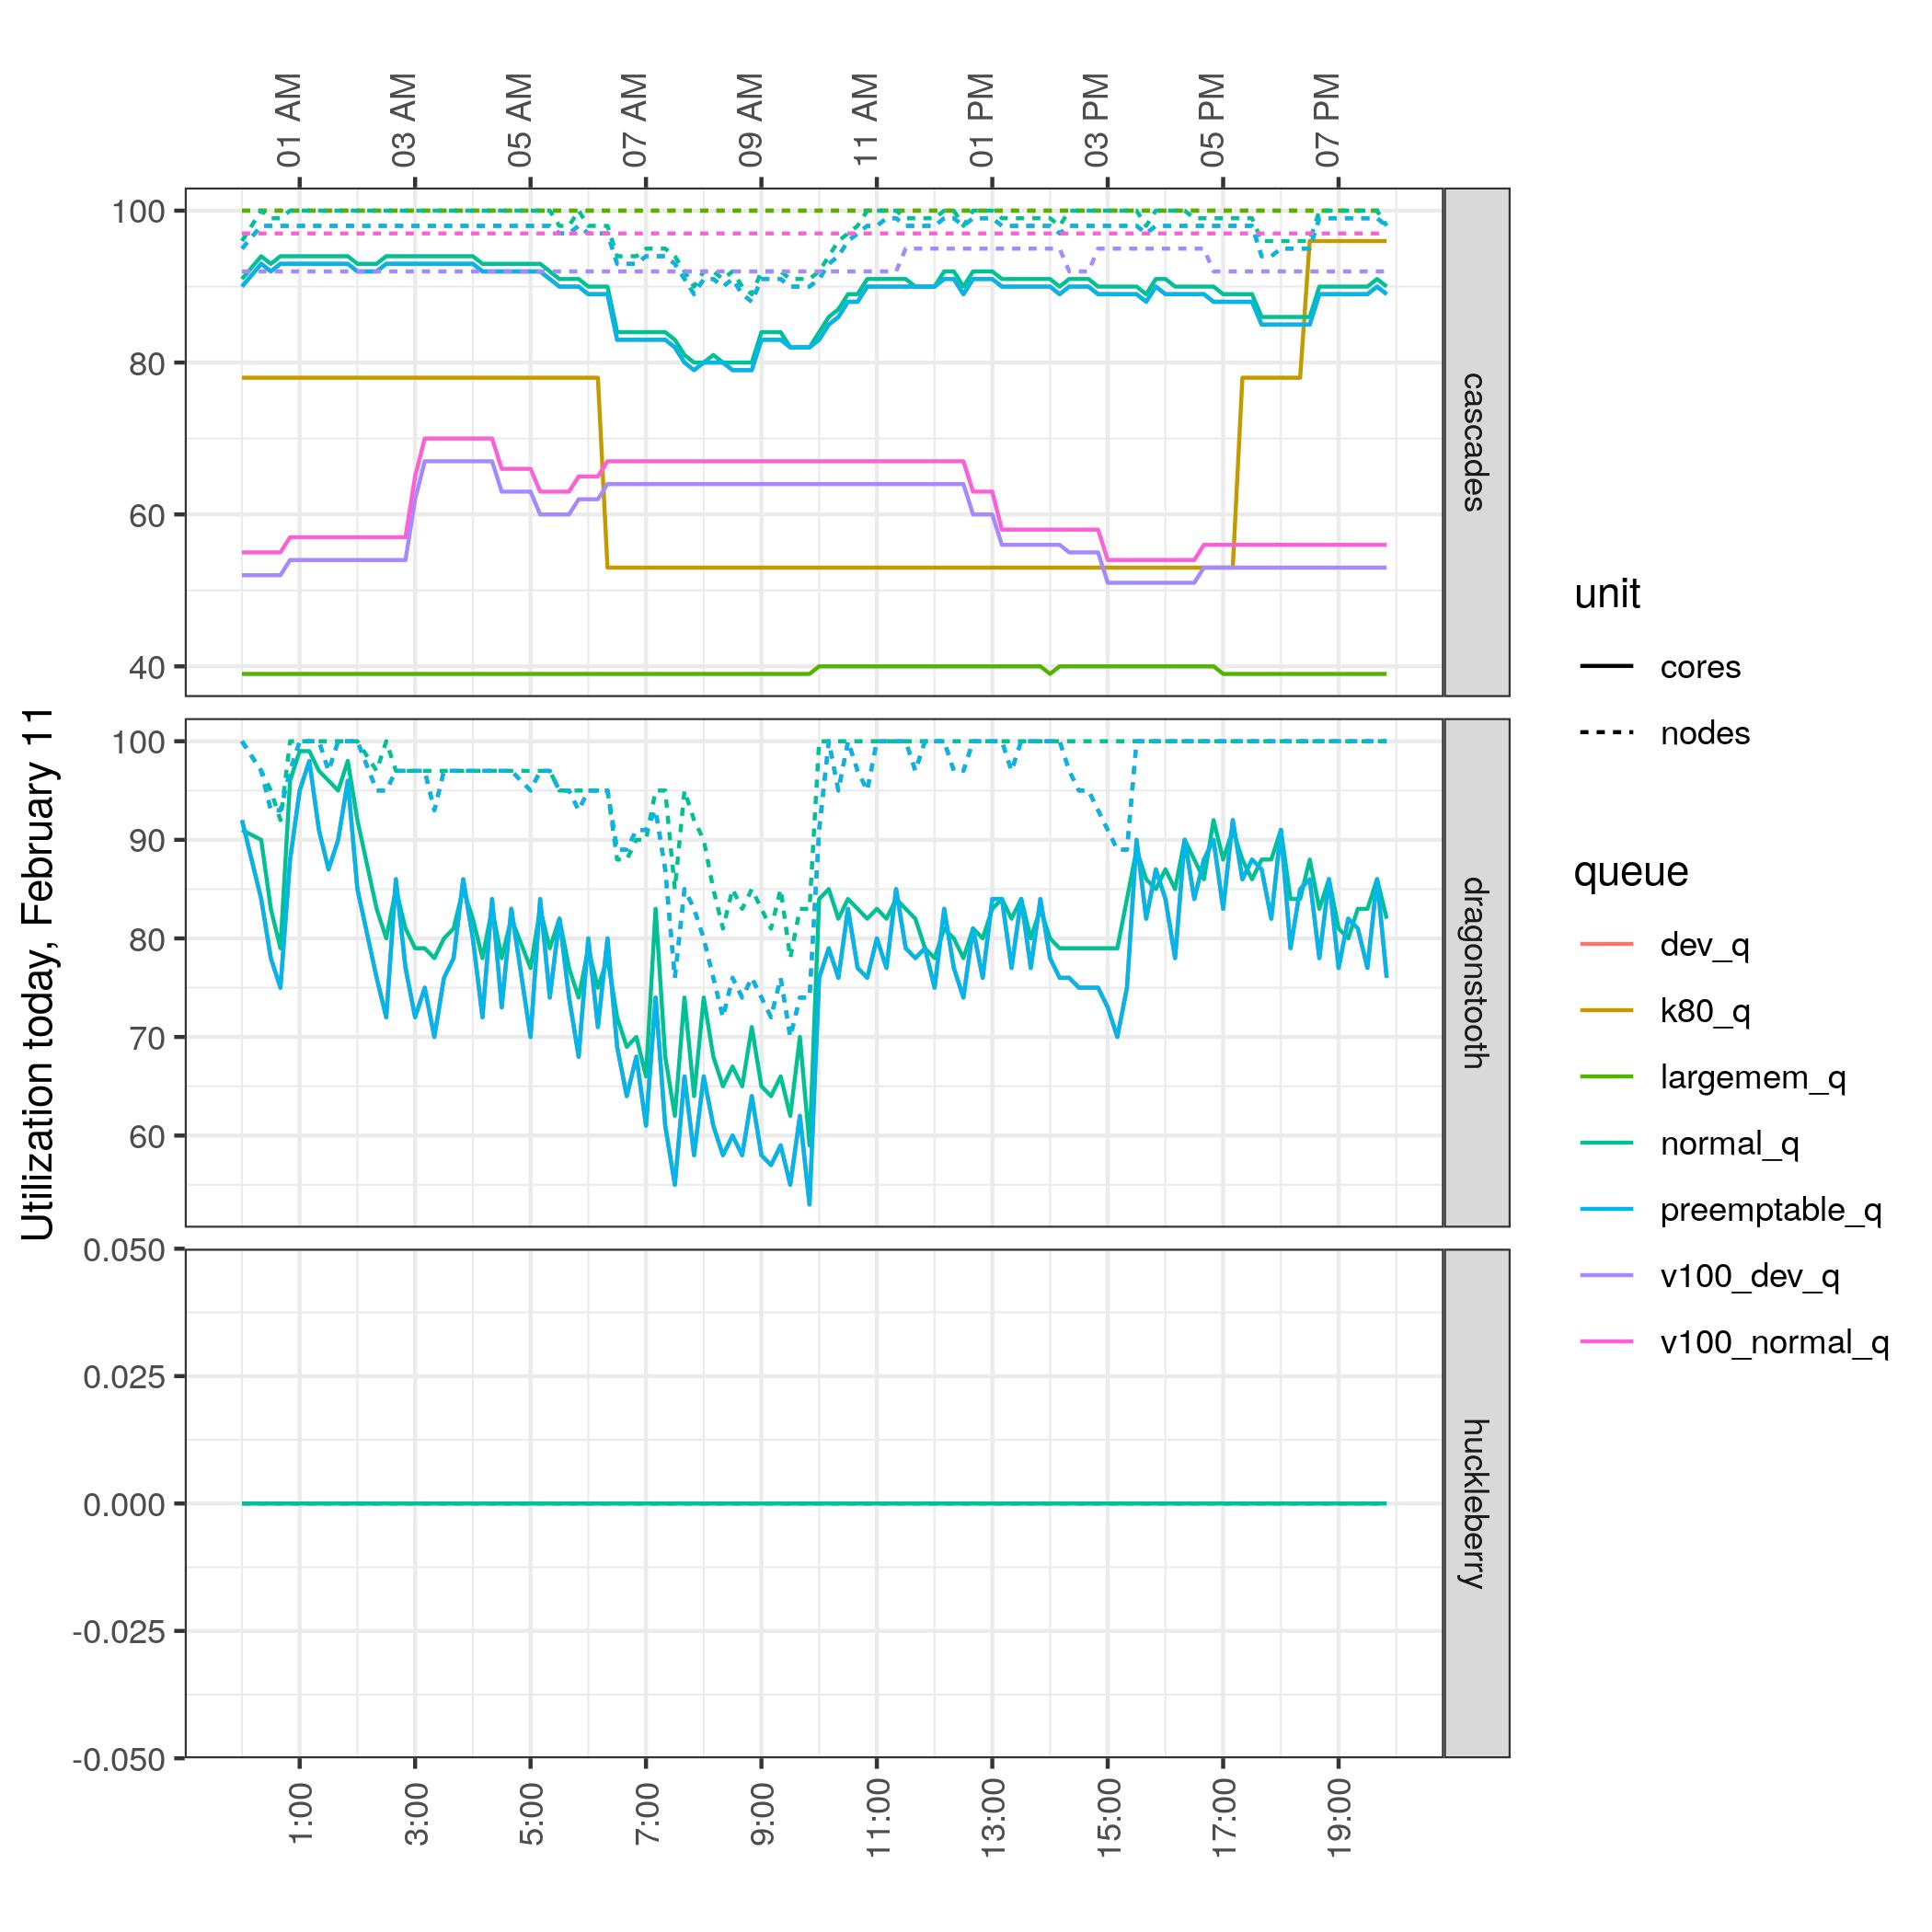 01 AM
03 AM
05 AM
07 AM
09 AM
11 AM
01 PM
03 PM
05 PM
07 PM
Utilization today, February 11
100
80
60
40
cascades
100
90
80
70
60
dragonstooth
0.050
0.025
0.000
-0.025
-0.050
huckleberry
1:00
3:00
5:00
7:00
9:00
11:00
13:00
15:00
17:00
19:00
unit
cores
nodes
queue
dev_q
k80_q
largemem_q
normal_q
preemptable_q
v100_dev_q
v100_normal_q